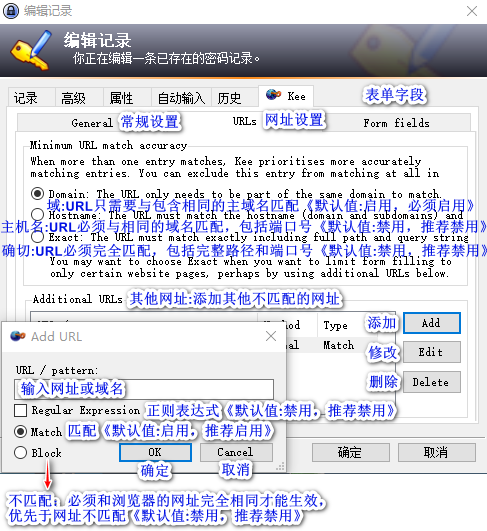 编辑记录
编辑记录
你正在编辑一条已存在的密码记录。
记录 高级 属性 自动输入 历史 Kee 表单字段
General 常规设置 URLs 网址设置 Form fields
Minimum URL match accuracy
When more than one entry matches, Kee prioritises more accurately
matching entries. You can exclude this entry from matching at all in
Domain: The URL only needs to be part of the same domain to match.
域:URL只需要与包含相同的主域名匹配《默认值:启用，必须启用》
Hostname: The URL must match the hostname (domain and subdomains) and
主机名:URL必须与相同的域名匹配，包括端口号《默认值:禁用，推荐禁用》
Exact: The URL must match exactly including full path and query string
确切:URL必须完全匹配，包括完整路径和端口号《默认值:禁用，推荐禁用》
You may want to choose Exact when you want to limit form filling to
only certain website pages, perhaps by using additional URLs below.
Additional URLs 其他网址:添加其他不匹配的网址
Type
添加 Add
Match
修改 Edit
删除 Delete
Add URL
URL / pattern:
输入网址或域名
Regular Expression 正则表达式《默认值:禁用，推荐禁用》
Match 匹配《默认值:启用，推荐启用》
Block OK Cancel
确定 取消
确定 取消
不匹配：必须和浏览器的网址完全相同才能生效，
优先于网址不匹配《默认值:禁用，推荐禁用》